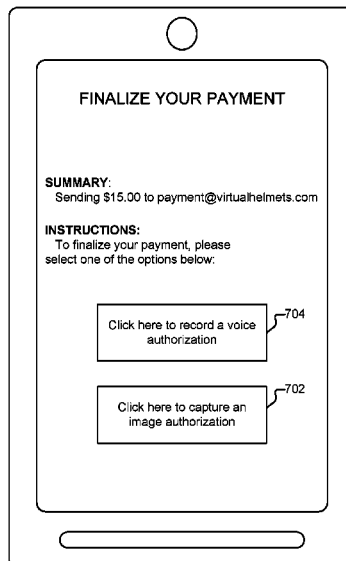 FINALIZE YOUR PAYMENT
SUMMARY:
Sending $15.00 to payment@virtualhelmets.com
INSTRUCTIONS:
To finalize your payment, please
select one of the options below:
Click here to record a voice
authorization
704
Click here to capture an
image authorization
702